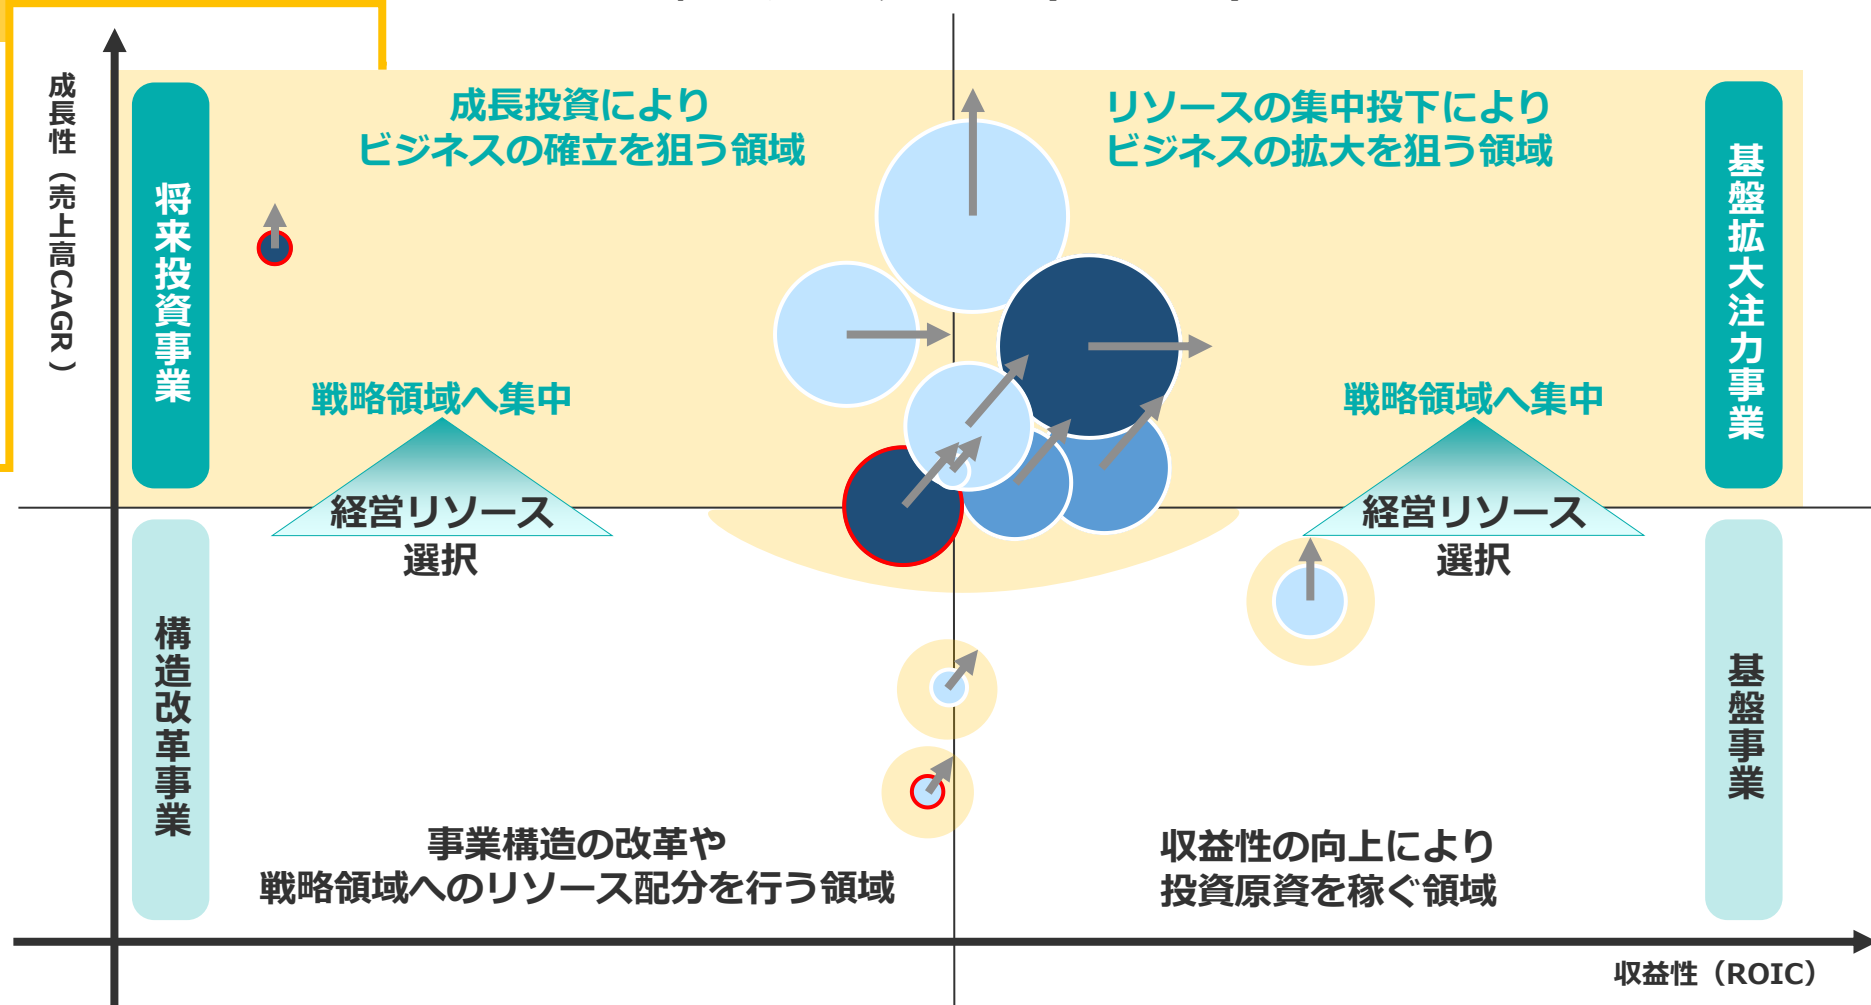 成長性（売上高CAGR ）
将来投資事業
成長投資により
ビジネスの確立を狙う領域
リソースの集中投下により
ビジネスの拡大を狙う領域
基盤拡大注力事業
戦略領域へ集中
経営リソース
選択
戦略領域へ集中
経営リソース
選択
構造改革事業
事業構造の改革や
戦略領域へのリソース配分を行う領域
収益性の向上により
投資原資を稼ぐ領域
基盤事業
収益性（ROIC）